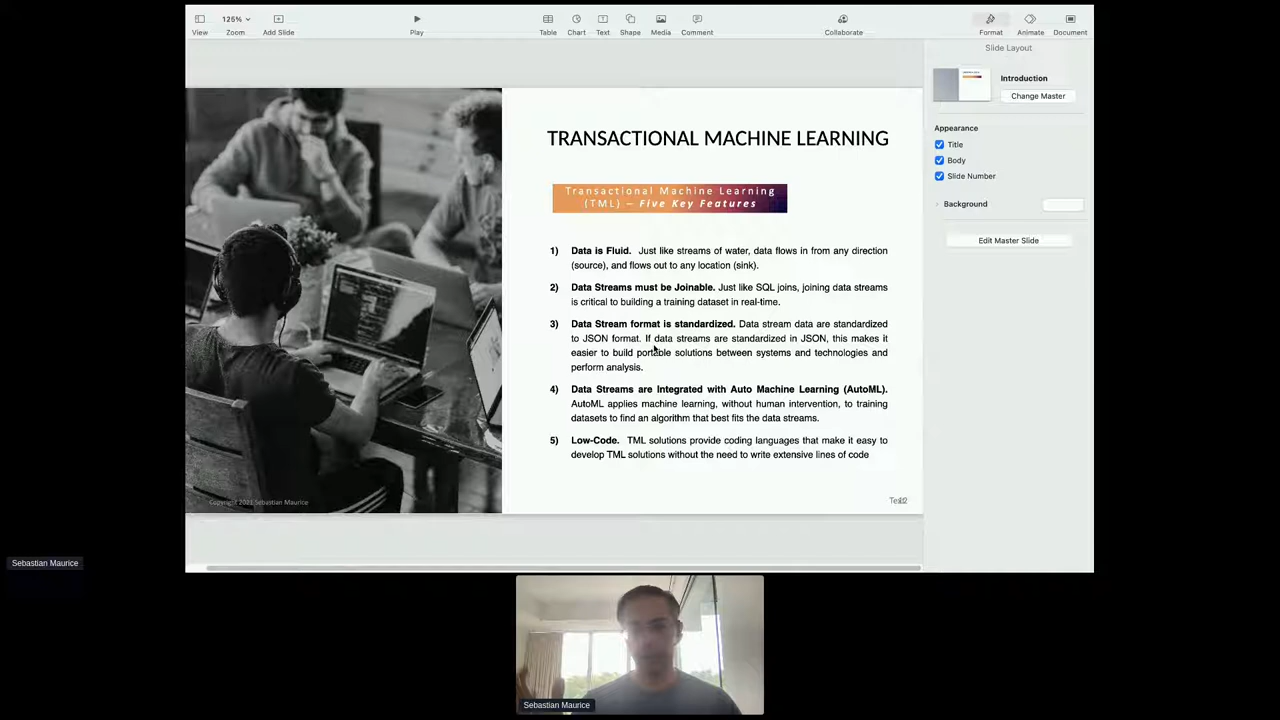 View
125%
Zoom
Add Slide
Play
Table
Chart
Text
Shape
Media
Comment
Collaborate
Format
Animate
Document
Slide Layout
Introduction
Change Master
Appearance
Title
Body
Slide Number
Background
Edit Master Slide
TRANSACTIONAL MACHINE LEARNING
Transactional Machine Learning
(TML) – Five Key Features
1) Data is Fluid. Just like streams of water, data flows in from any direction
(source), and flows out to any location (sink).
2) Data Streams must be Joinable. Just like SQL joins, joining data streams
is critical to building a training dataset in real-time.
3) Data Stream format is standardized. Data stream data are standardized
to JSON format. If data streams are standardized in JSON, this makes it
easier to build portable solutions between systems and technologies and
perform analysis.
4) Data Streams are Integrated with Auto Machine Learning (AutoML).
AutoML applies machine learning, without human intervention, to training
datasets to find an algorithm that best fits the data streams.
5) Low-Code. TML solutions provide coding languages that make it easy to
develop TML solutions without the need to write extensive lines of code
Copyright 2021 Sebastian Maurice
Sebastian Maurice
Sebastian Maurice